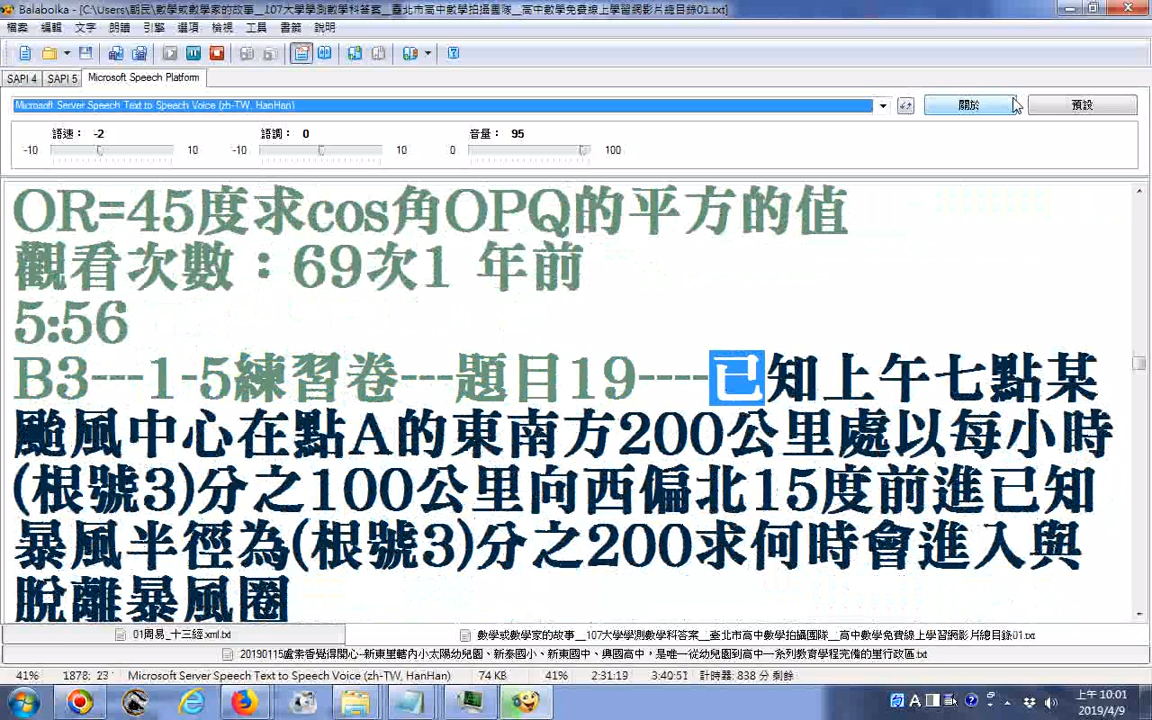 Balabolka - [C:\Users\朝民\數學或數學家的故事__107大學學測數學科答案__臺北市高中數學拍攝團隊__高中數學免費線上學習網影片總目錄01.txt]
檔案 編輯 文字 朗讀 引擎 選項 檢視 工具 書籤 說明
SAPI 4 SAPI 5 Microsoft Speech Platform
Microsoft Server Speech Text to Speech Voice (zh-TW, HanHan)
關於 預設
語速： -2 語調： 0 音量： 95
-10 10 -10 10 0 100
OR=45度求cos角OPQ的平方的值
觀看次數：69次1 年前
5:56
B3---1-5練習卷---題目19----已知上午七點某
颱風中心在點A的東南方200公里處以每小時
(根號3)分之100公里向西偏北15度前進已知
暴風半徑為(根號3)分之200求何時會進入與
脫離暴風圈
01周易_十三經.xml.txt
數學或數學家的故事__107大學學測數學科答案__臺北市高中數學拍攝團隊__高中數學免費線上學習網影片總目錄01.txt
20190115盧素香覺得開心--新東里轄內小太陽幼兒園、新泰國小、新東國中、興國高中，是唯一從幼兒園到高中一系列教育學程完備的里行政區.txt
41% 1878: 23 Microsoft Server Speech Text to Speech Voice (zh-TW, HanHan) 74 KB 41% 2:31:19 3:40:51 計時器: 838 分 剩餘
上午 10:01
2019/4/9